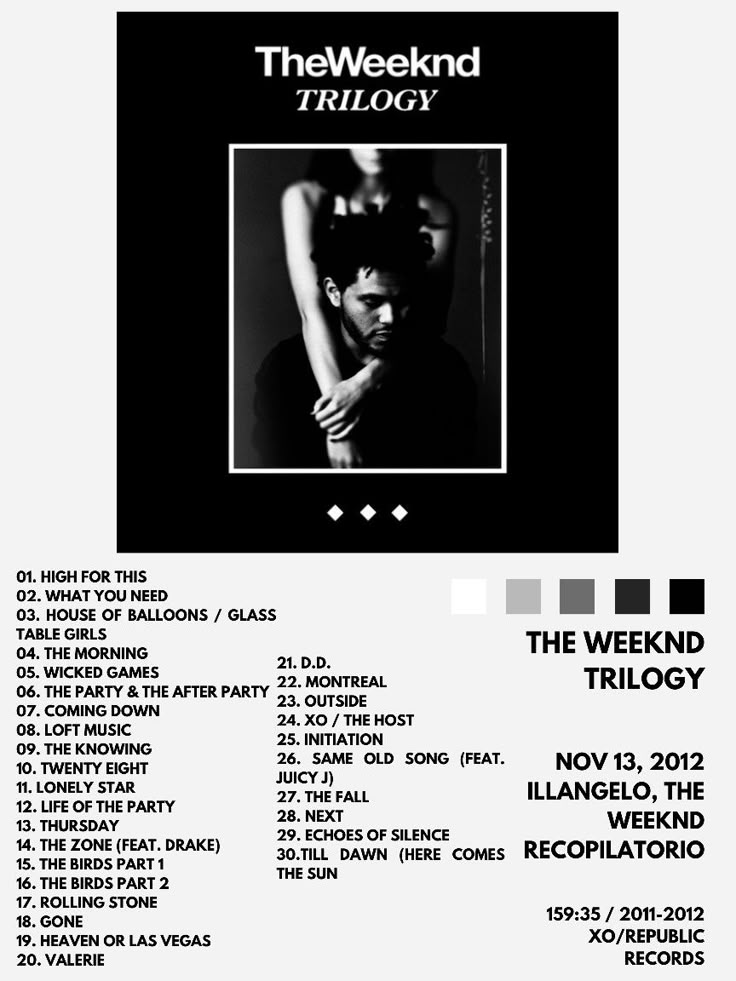 TheWeeknd
TRILOGY
01. HIGH FOR THIS
02. WHAT YOU NEED
03. HOUSE OF BALLOONS / GLASS
TABLE GIRLS
04. THE MORNING
05. WICKED GAMES
06. THE PARTY & THE AFTER PARTY
07. COMING DOWN
08. LOFT MUSIC
09. THE KNOWING
10. TWENTY EIGHT
11. LONELY STAR
12. LIFE OF THE PARTY
13. THURSDAY
14. THE ZONE (FEAT. DRAKE)
15. THE BIRDS PART 1
16. THE BIRDS PART 2
17. ROLLING STONE
18. GONE
19. HEAVEN OR LAS VEGAS
20. VALERIE
21. D.D.
22. MONTREAL
23. OUTSIDE
24. XO / THE HOST
25. INITIATION
26. SAME OLD SONG (FEAT.
JUICY J)
27. THE FALL
28. NEXT
29. ECHOES OF SILENCE
30.TILL DAWN (HERE COMES
THE SUN
THE WEEKND
TRILOGY
NOV 13, 2012
ILLANGELO, THE
WEEKND
RECOPILATORIO
159:35 / 2011-2012
XO/REPUBLIC
RECORDS